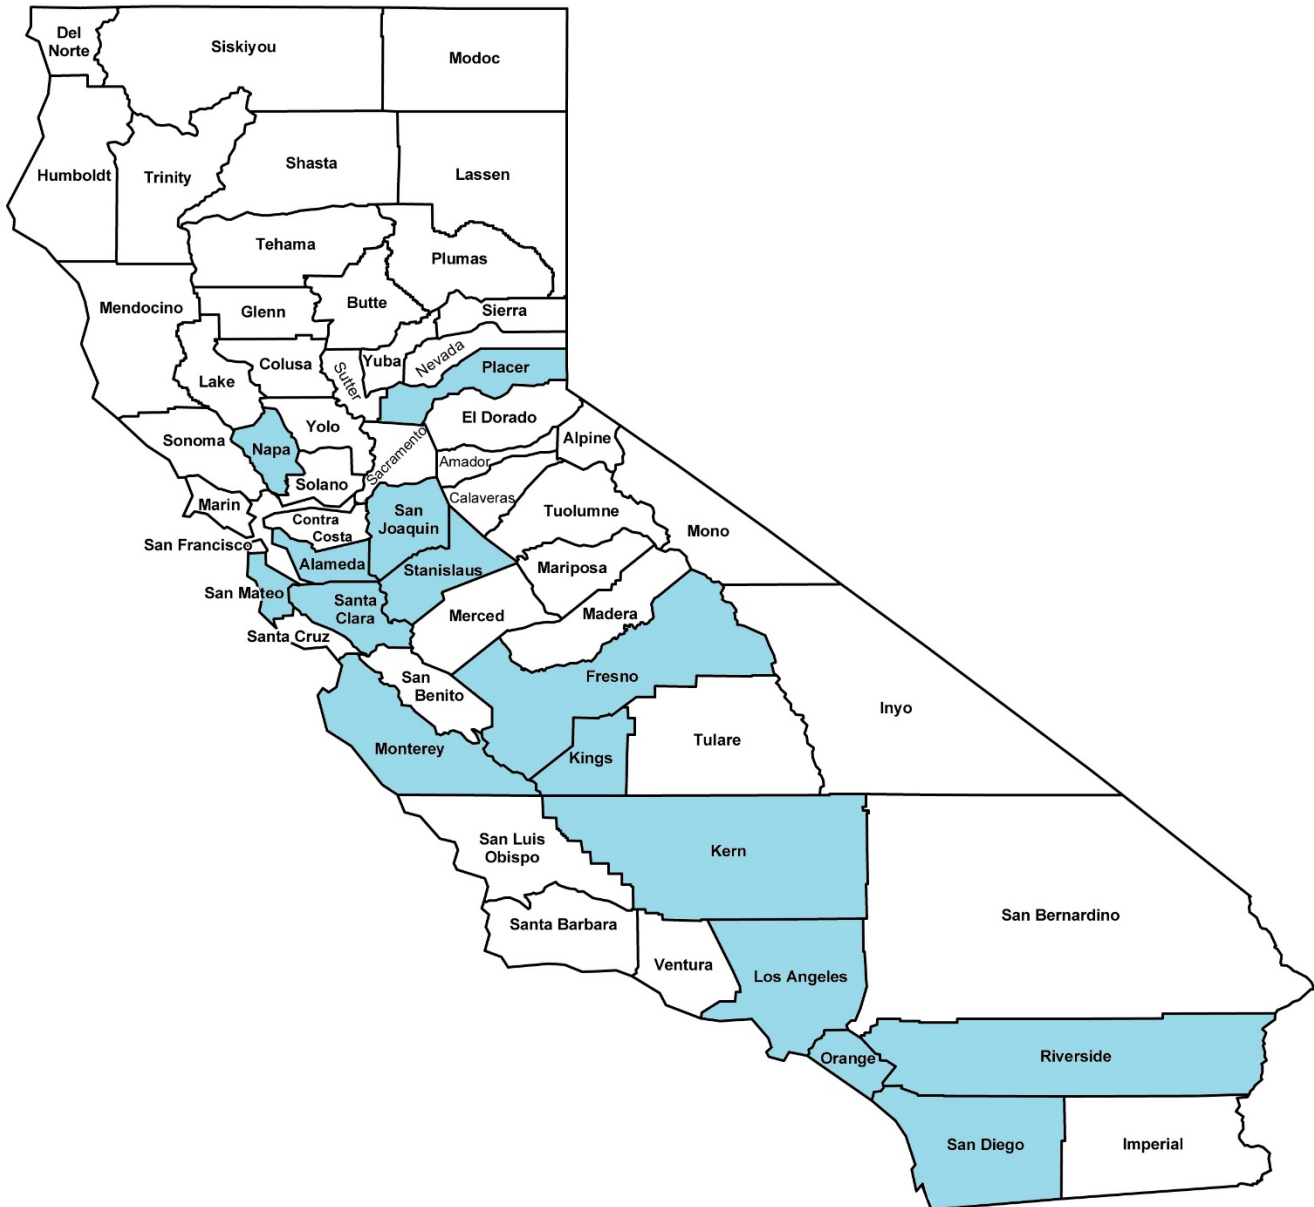 Del
Norte
Siskiyou
Modoc
Humboldt
Trinity
Shasta
Lassen
Tehama
Plumas
Mendocino
Glenn
Butte
Sierra
Lake
Colusa
Sutter
Yuba
Nevada
Placer
Sonoma
Napa
Yolo
Sacramento
El Dorado
Alpine
Amador
Solano
Marin
Calaveras
Contra
Costa
San
Joaquin
Tuolumne
Mono
San Francisco
Alameda
Stanislaus
Mariposa
San Mateo
Santa
Clara
Merced
Madera
Santa Cruz
San
Benito
Fresno
Inyo
Monterey
Kings
Tulare
San Luis
Obispo
Kern
San Bernardino
Santa Barbara
Ventura
Los Angeles
Orange
Riverside
San Diego
Imperial